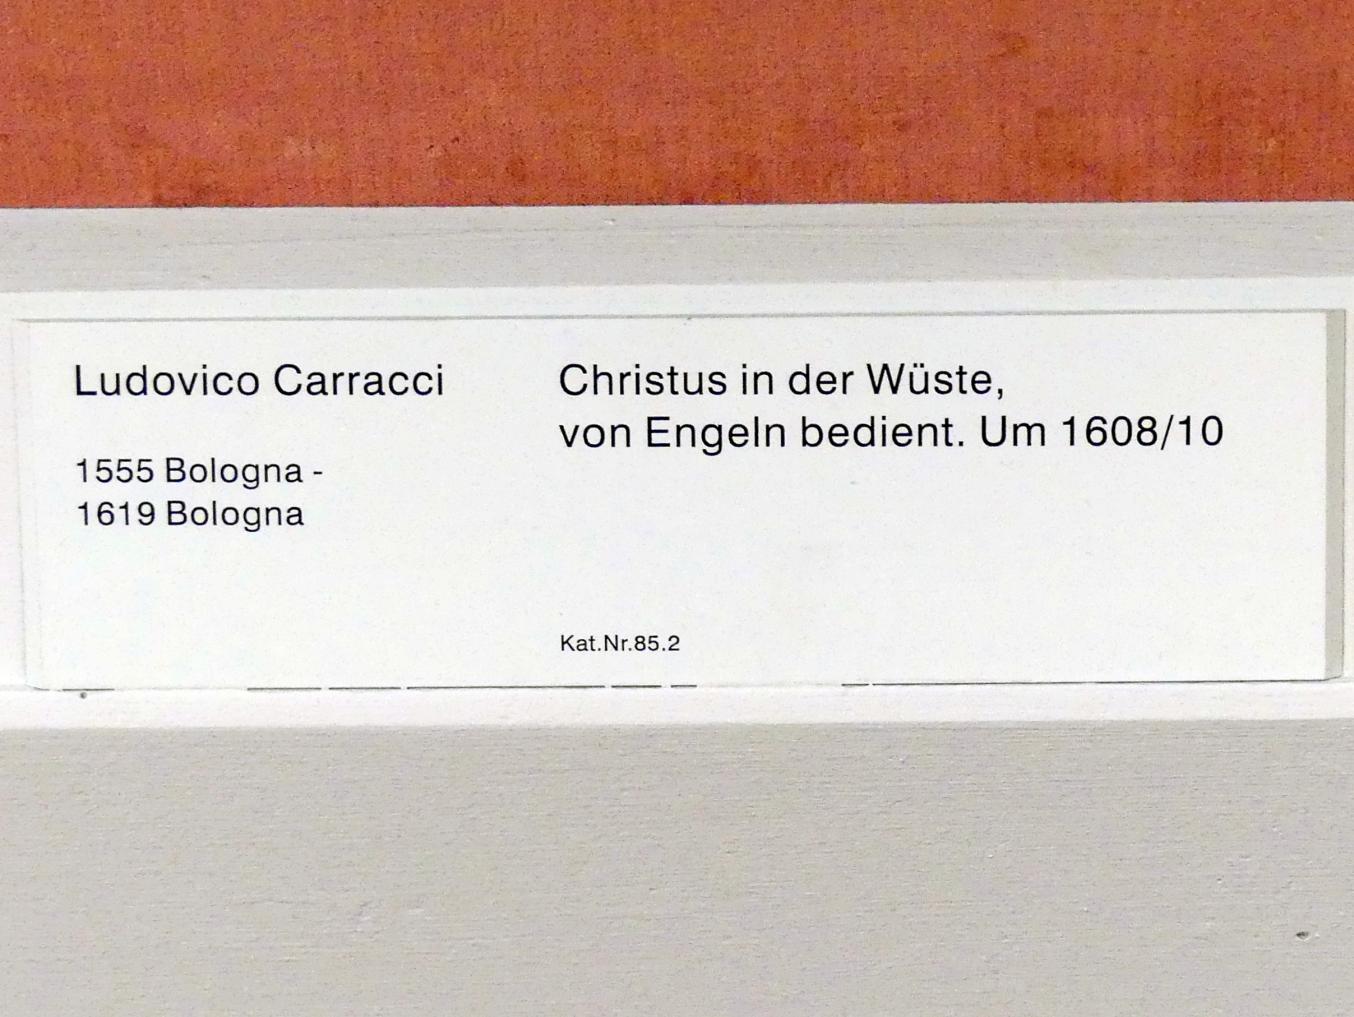 Ludovico Carracci
1555 Bologna -
1619 Bologna
Christus in der Wüste,
von Engeln bedient. Um 1608/10
Kat.Nr.85.2